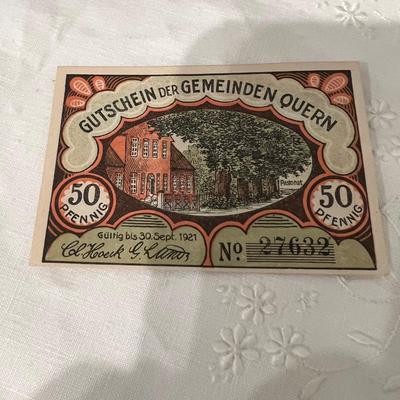 GUTSCHEIN DER GEMEINDEN QUERN
Pastorat
50
PFENNIG
50
PFENNIG
Gültig bis 30. Sept. 1921
No. 27632